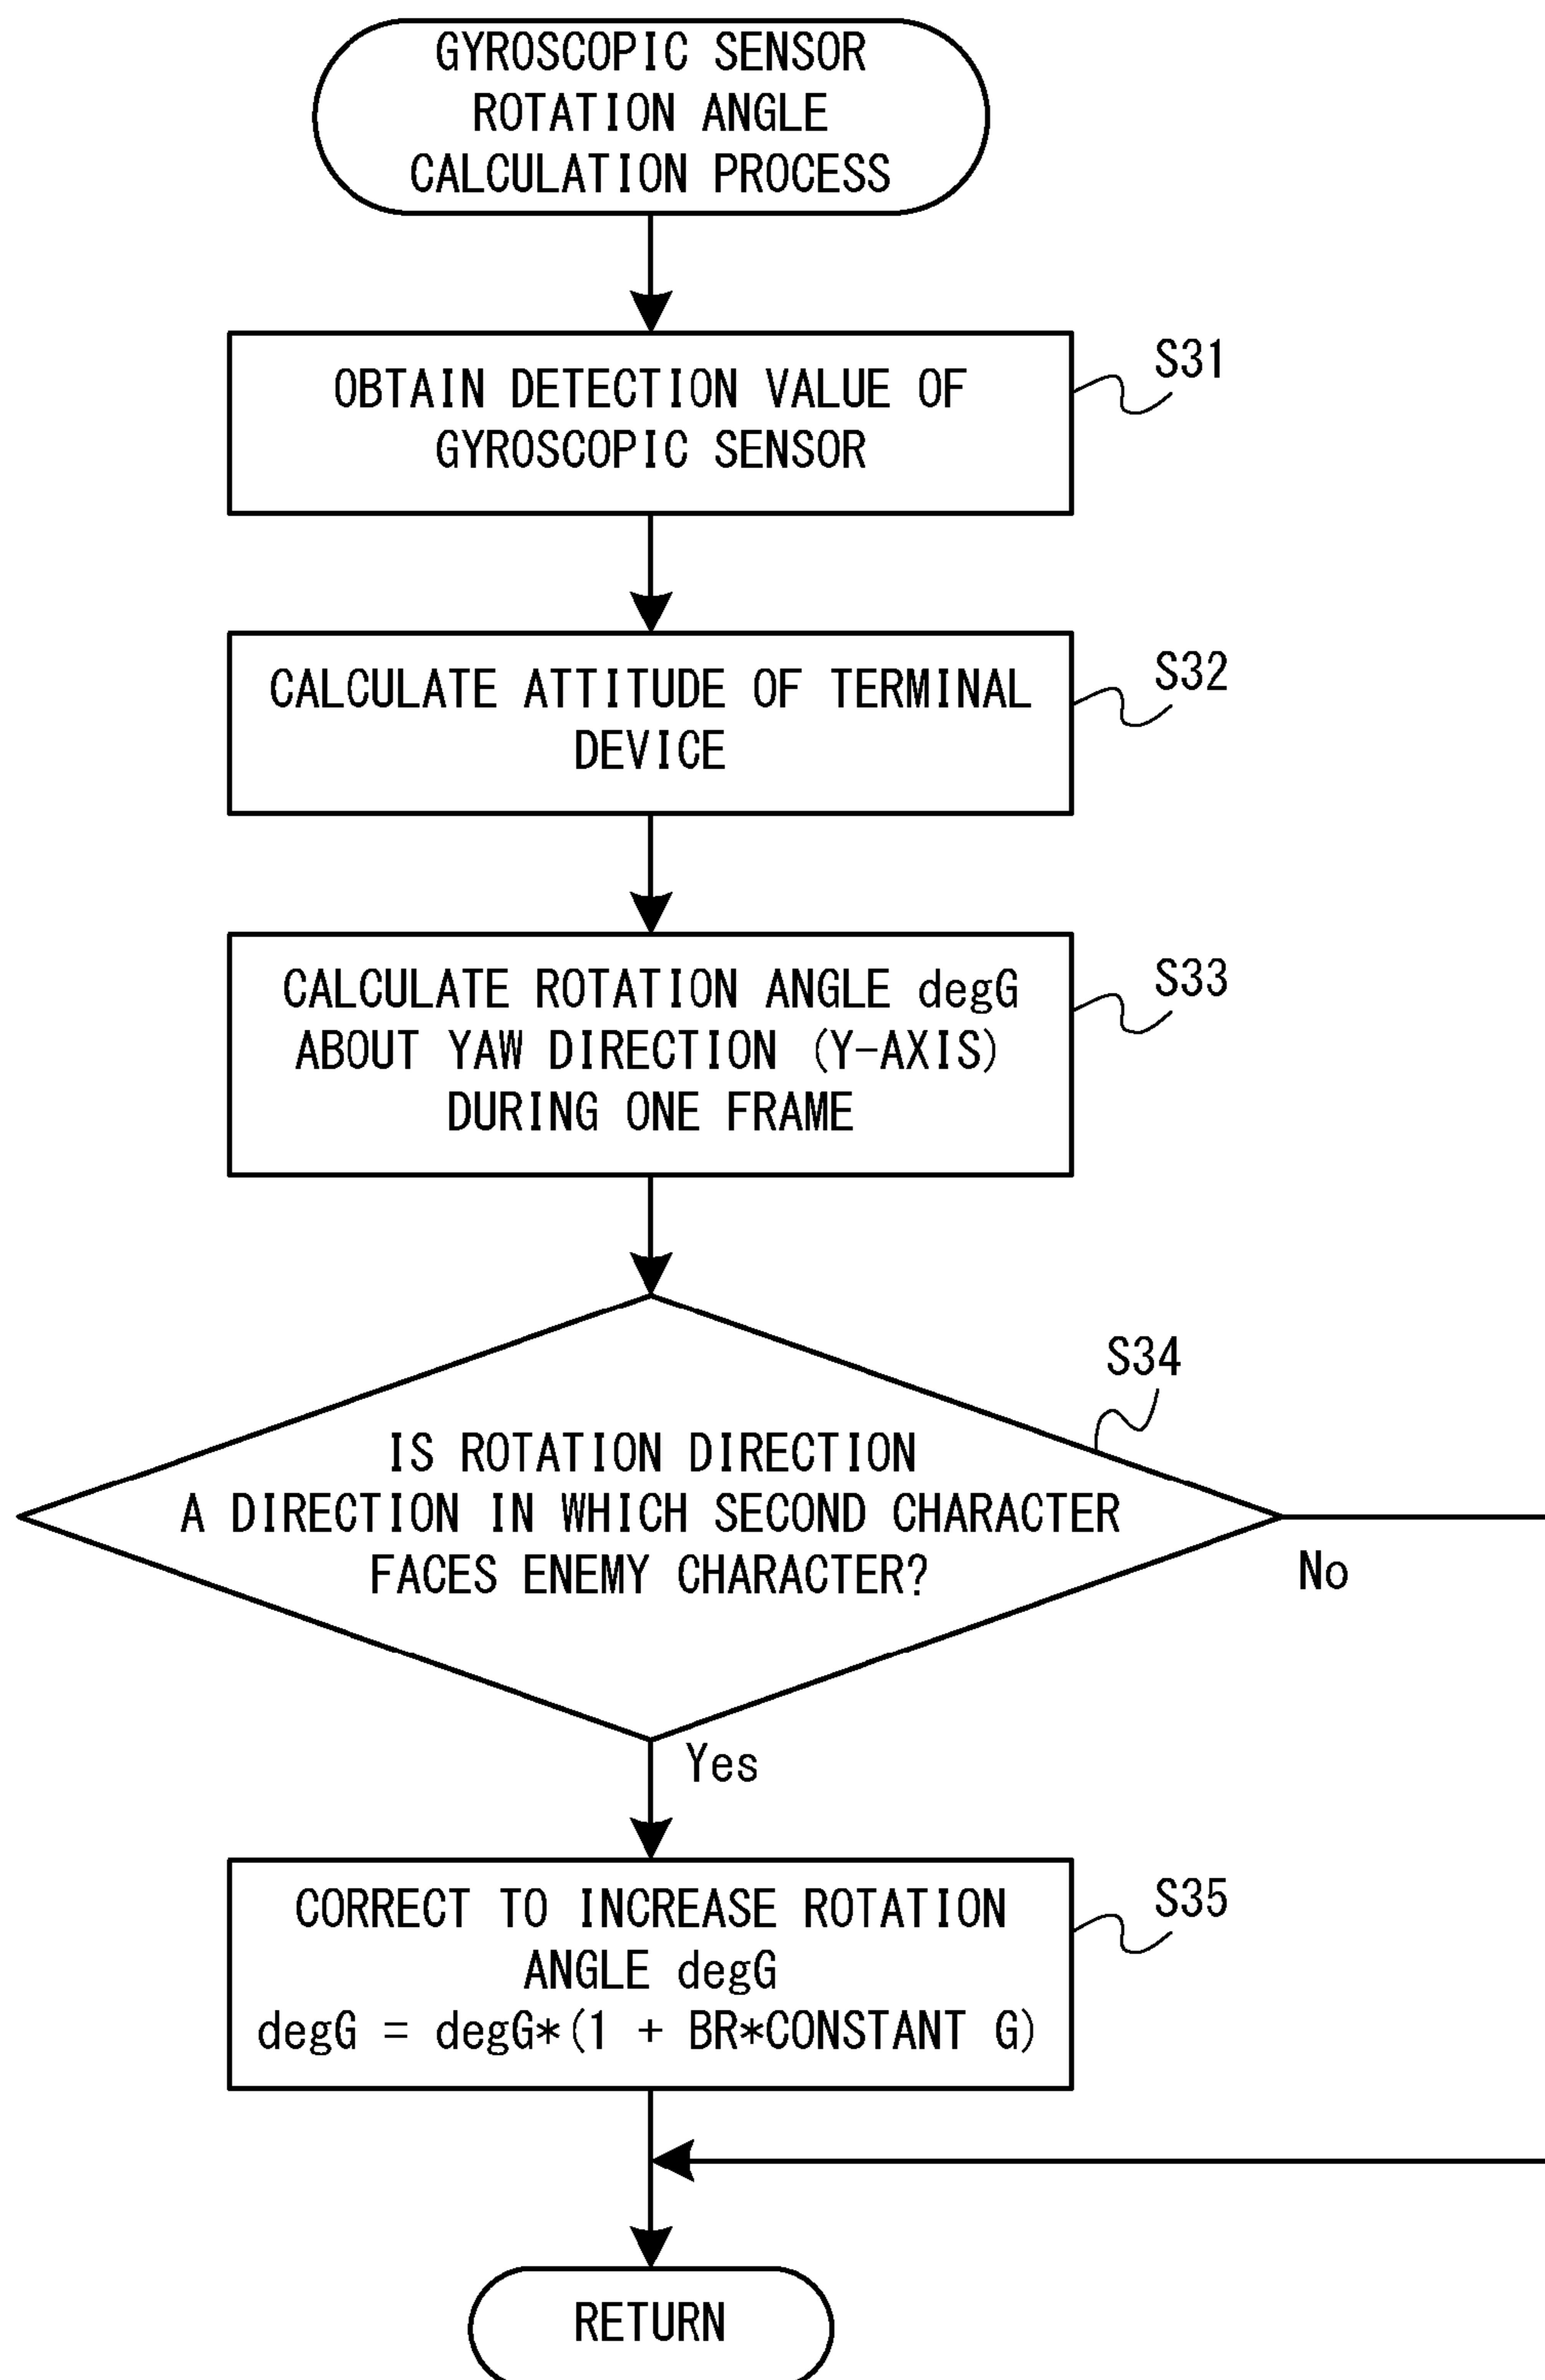 GYROSCOPIC SENSOR
ROTATION ANGLE
CALCULATION PROCESS
OBTAIN DETECTION VALUE OF
GYROSCOPIC SENSOR
S31
CALCULATE ATTITUDE OF TERMINAL
DEVICE
S32
CALCULATE ROTATION ANGLE degG
ABOUT YAW DIRECTION (Y-AXIS)
DURING ONE FRAME
S33
S34
IS ROTATION DIRECTION
A DIRECTION IN WHICH SECOND CHARACTER
FACES ENEMY CHARACTER?
No
Yes
CORRECT TO INCREASE ROTATION
ANGLE degG
degG = degG*(1 + BR*CONSTANT G)
S35
RETURN